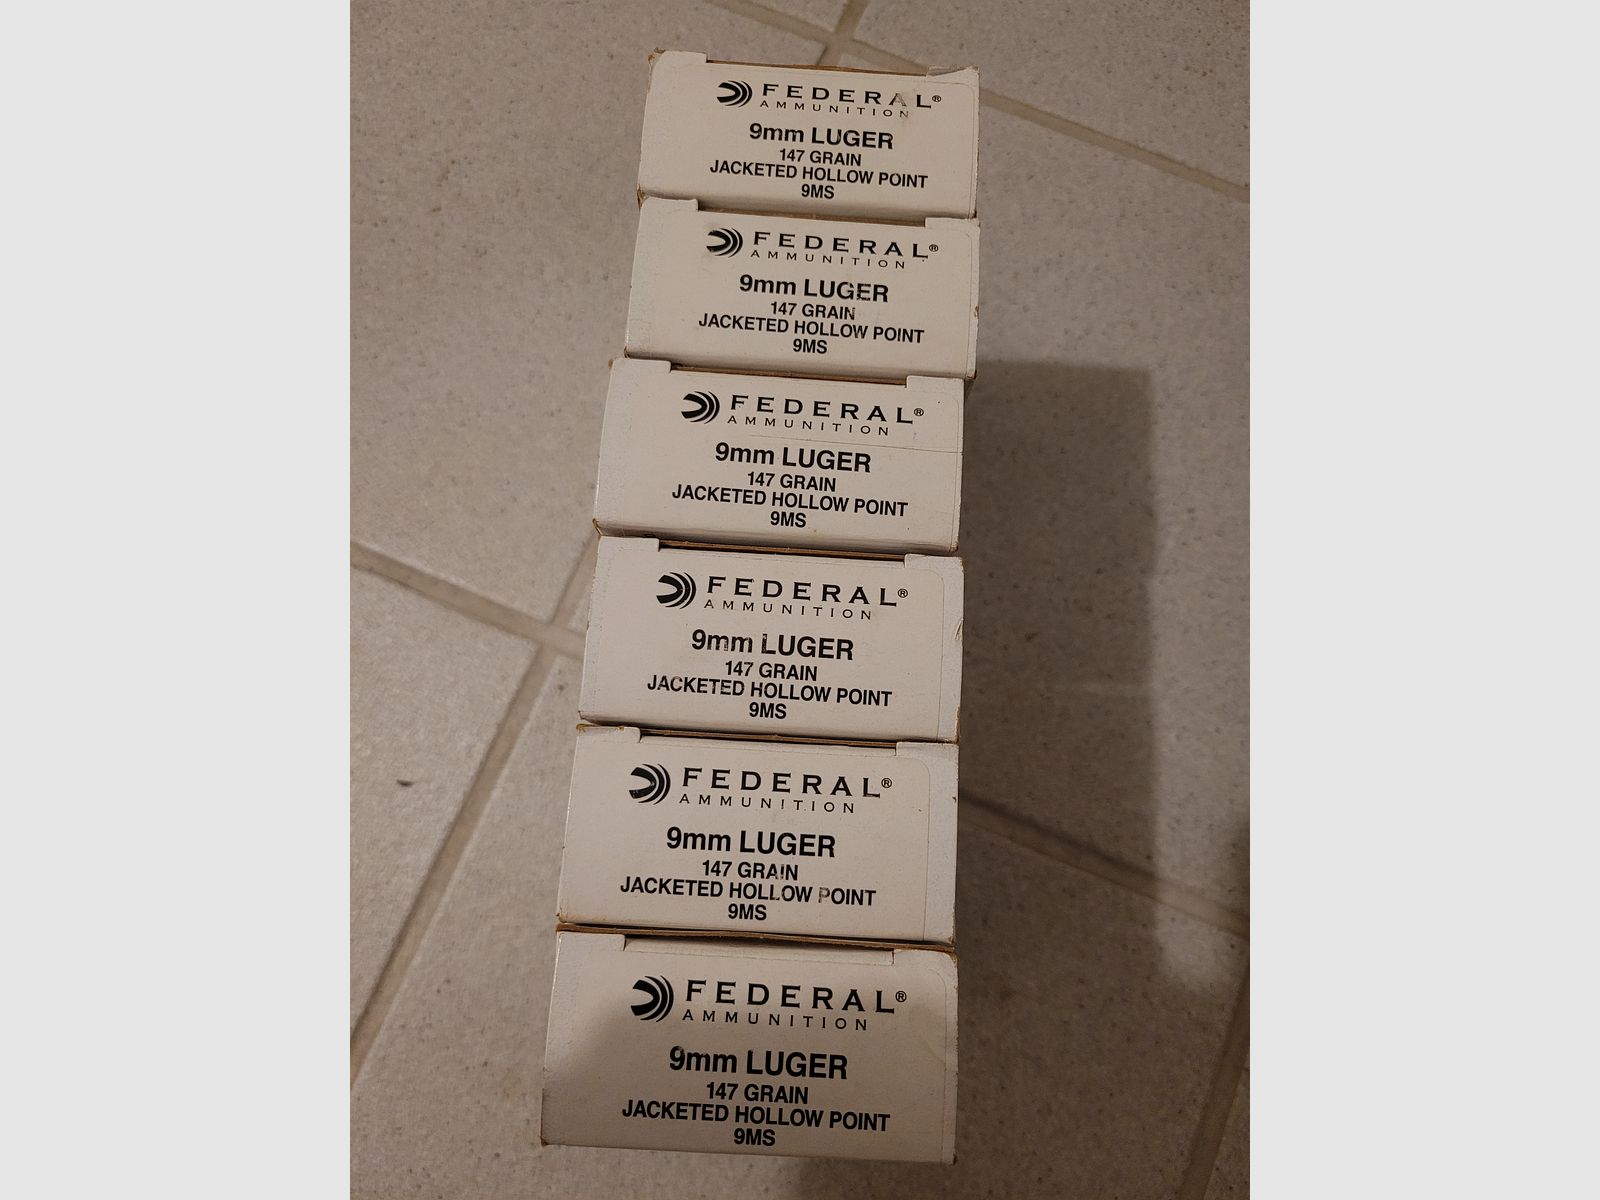 FEDERAL®
AMMUNITION
9mm LUGER
147 GRAIN
JACKETED HOLLOW POINT
9MS
FEDERAL®
AMMUNITION
9mm LUGER
147 GRAIN
JACKETED HOLLOW POINT
9MS
FEDERAL®
AMMUNITION
9mm LUGER
147 GRAIN
JACKETED HOLLOW POINT
9MS
FEDERAL®
AMMUNITION
9mm LUGER
147 GRAIN
JACKETED HOLLOW POINT
9MS
FEDERAL®
AMMUNITION
9mm LUGER
147 GRAIN
JACKETED HOLLOW POINT
9MS
FEDERAL®
AMMUNITION
9mm LUGER
147 GRAIN
JACKETED HOLLOW POINT
9MS